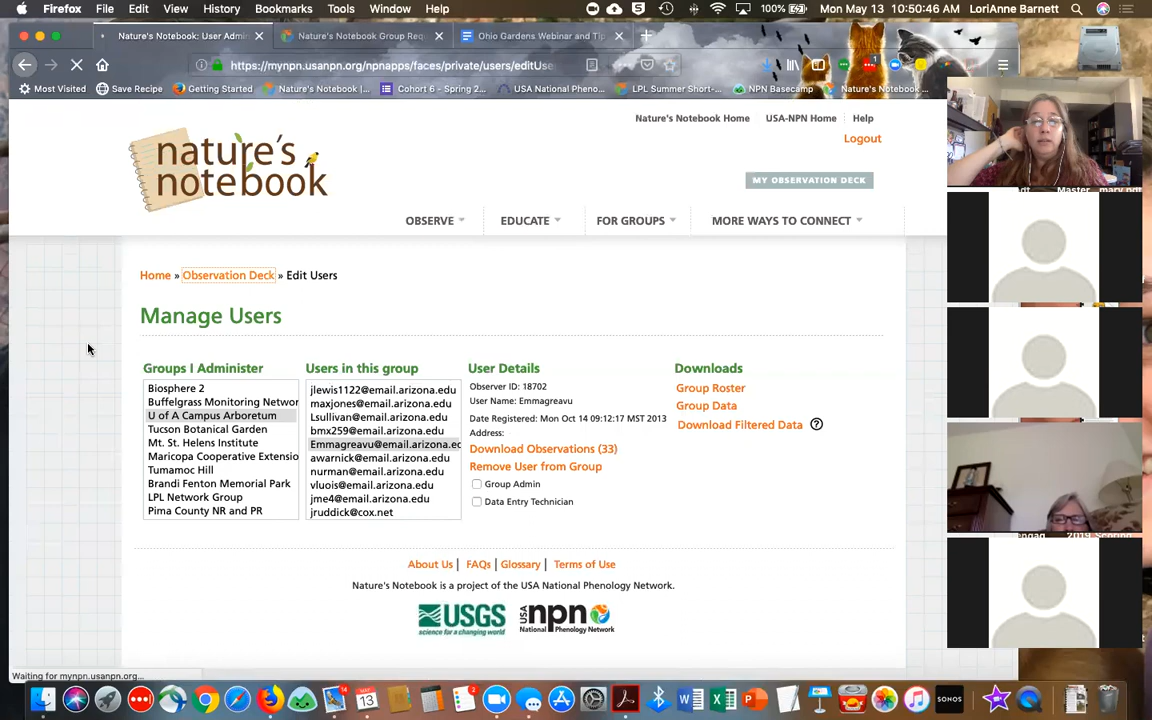 Firefox File Edit View History Bookmarks Tools Window Help 100% Mon May 13 10:50:46 AM LoriAnne Barnett
Nature's Notebook: User Admin Nature's Notebook Group Req Ohio Gardens Webinar and Tip
https://mynpn.usanpn.org/npnapps/faces/private/users/editUse
Most Visited Save Recipe Getting Started Nature's Notebook |... Cohort 6 - Spring 2... USA National Pheno... LPL Summer Short-... NPN Basecamp Nature's Notebook
Nature's Notebook Home USA-NPN Home Help
Logout
nature's
notebook
MY OBSERVATION DECK
OBSERVE EDUCATE FOR GROUPS MORE WAYS TO CONNECT
Home » Observation Deck » Edit Users
Manage Users
Groups I Administer
Biosphere 2
Buffelgrass Monitoring Networ
U of A Campus Arboretum
Tucson Botanical Garden
Mt. St. Helens Institute
Maricopa Cooperative Extensio
Tumamoc Hill
Brandi Fenton Memorial Park
LPL Network Group
Pima County NR and PR
Users in this group
jlewis1122@email.arizona.edu
maxjones@email.arizona.edu
Lsullivan@email.arizona.edu
bmx259@email.arizona.edu
Emmagreavu@email.arizona.ec
awarnick@email.arizona.edu
nurman@email.arizona.edu
vluois@email.arizona.edu
jme4@email.arizona.edu
jruddick@cox.net
User Details
Observer ID: 18702
User Name: Emmagreavu
Date Registered: Mon Oct 14 09:12:17 MST 2013
Address:
Download Observations (33)
Remove User from Group
Group Admin
Data Entry Technician
Downloads
Group Roster
Group Data
Download Filtered Data ?
About Us | FAQs | Glossary | Terms of Use
Nature's Notebook is a project of the USA National Phenology Network.
USGS
science for a changing world
USA npn
National Phenology Network
Waiting for mynpn.usanpn.org...
MAY
13
SONOS